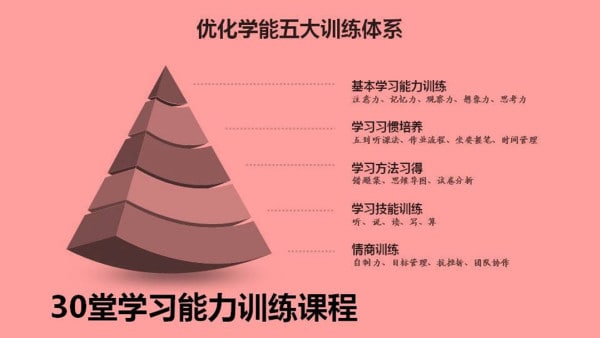 优化学能五大训练体系
基本学习能力训练
注意力、记忆力、观察力、想象力、思考力
学习习惯培养
五到听课法、作业流程、坐姿握笔、时间管理
学习方法习得
错题集、思维导图、试卷分析
学习技能训练
听、说、读、写、算
情商训练
自制力、目标管理、抗挫折、团队协作
30堂学习能力训练课程